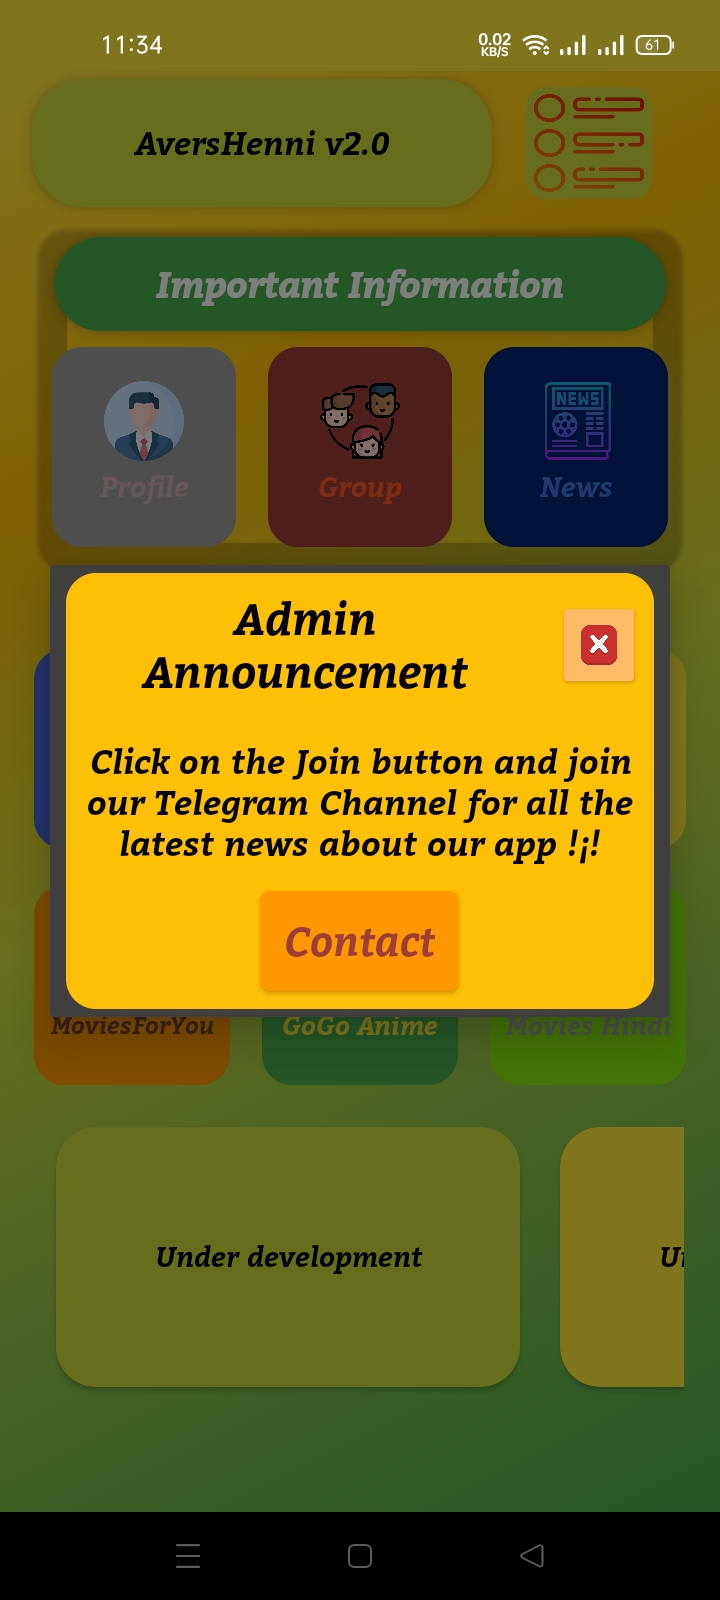 11:34
0.02
KB/S
61
AversHenni v2.0
Important Information
NEWS
Profile
Group
News
Admin
Announcement
Click on the Join button and join
our Telegram Channel for all the
latest news about our app !¡!
Contact
MoviesForYou
GoGo Anime
Movies Hindi
Under development